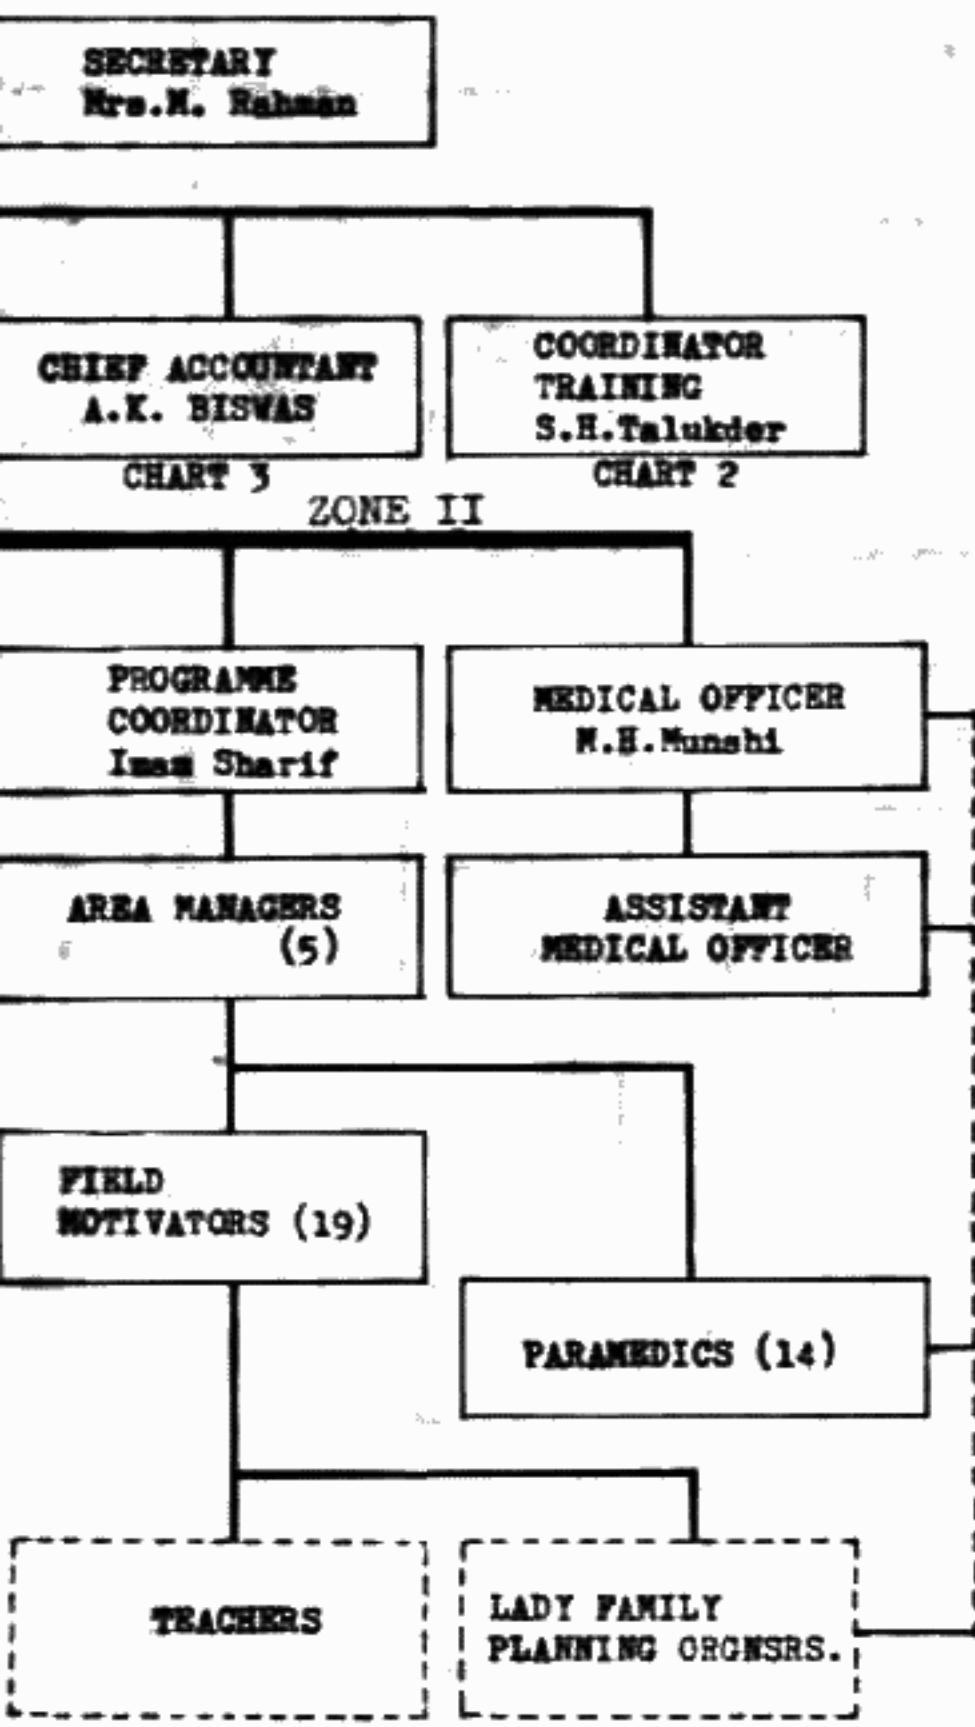 SECRETARY
Mrs.M. Rahman
CHIEF ACCOUNTANT
A.K. BISWAS
CHART 3
COORDINATOR
TRAINING
S.H.Talukder
CHART 2
ZONE II
PROGRAMME
COORDINATOR
Imam Sharif
MEDICAL OFFICER
M.H.Munshi
AREA MANAGERS
(5)
ASSISTANT
MEDICAL OFFICER
FIELD
MOTIVATORS (19)
PARAMEDICS (14)
TEACHERS
LADY FAMILY
PLANNING ORGNSRS.